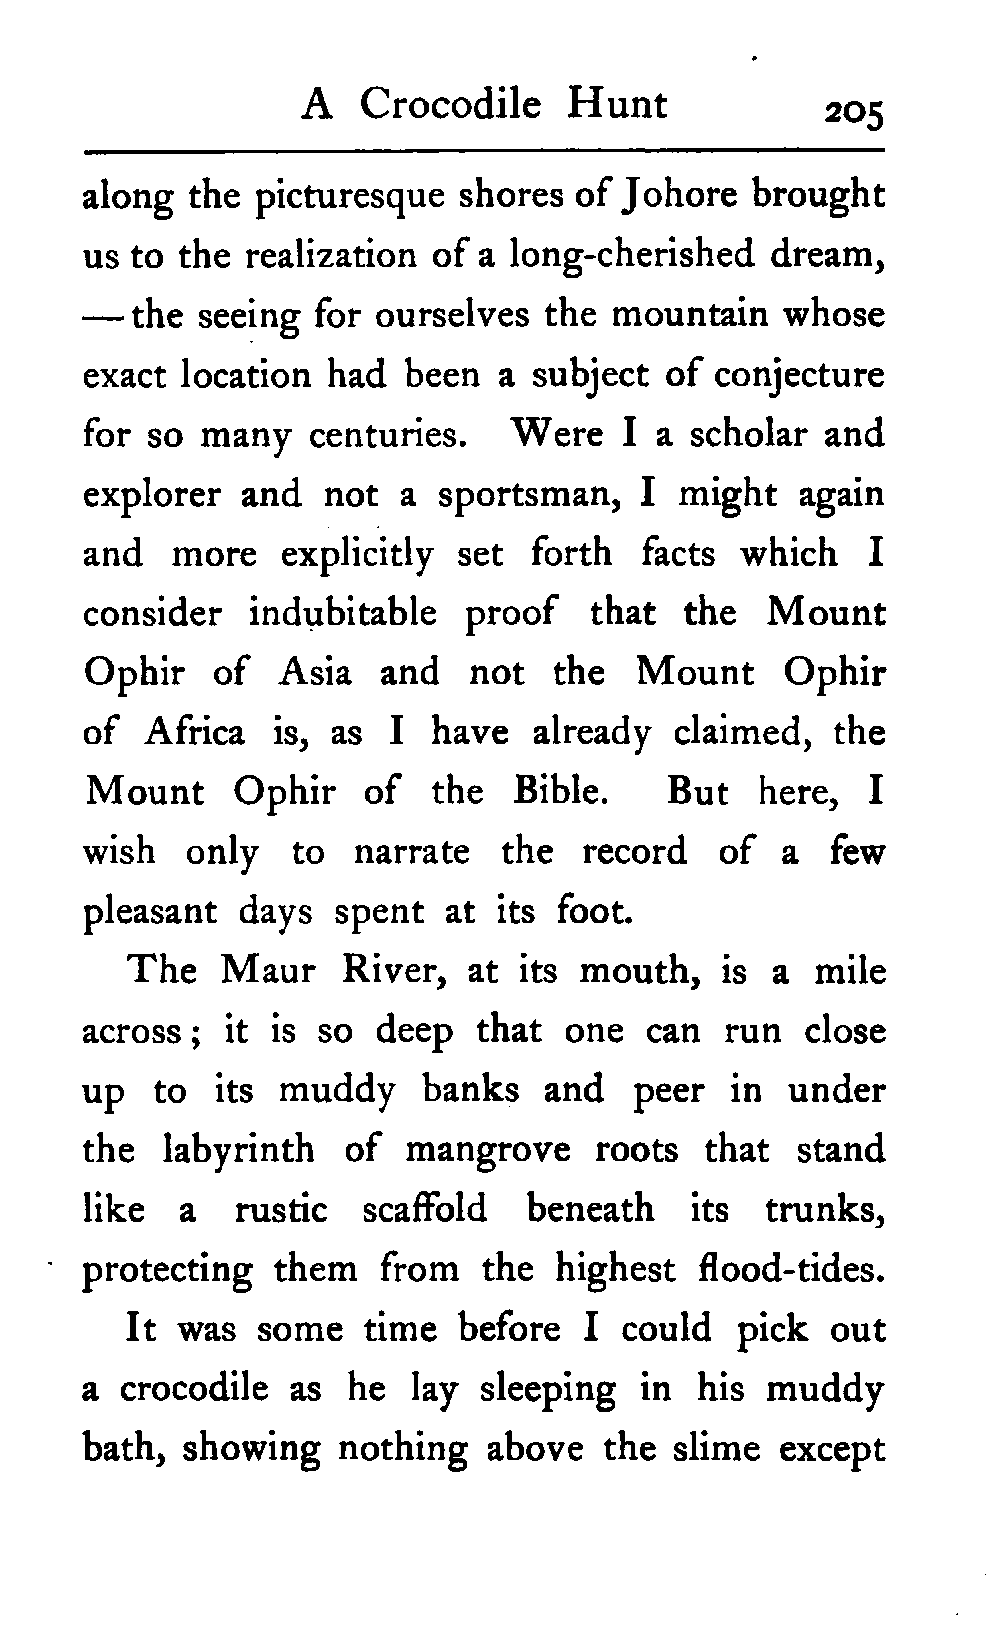 A Crocodile Hunt 205
along the picturesque shores of Johore brought
us to the realization of a long-cherished dream,
— the seeing for ourselves the mountain whose
exact location had been a subject of conjecture
for so many centuries. Were I a scholar and
explorer and not a sportsman, I might again
and more explicitly set forth facts which I
consider indubitable proof that the Mount
Ophir of Asia and not the Mount Ophir
of Africa is, as I have already claimed, the
Mount Ophir of the Bible. But here, I
wish only to narrate the record of a few
pleasant days spent at its foot.
The Maur River, at its mouth, is a mile
across; it is so deep that one can run close
up to its muddy banks and peer in under
the labyrinth of mangrove roots that stand
like a rustic scaffold beneath its trunks,
protecting them from the highest flood-tides.
It was some time before I could pick out
a crocodile as he lay sleeping in his muddy
bath, showing nothing above the slime except